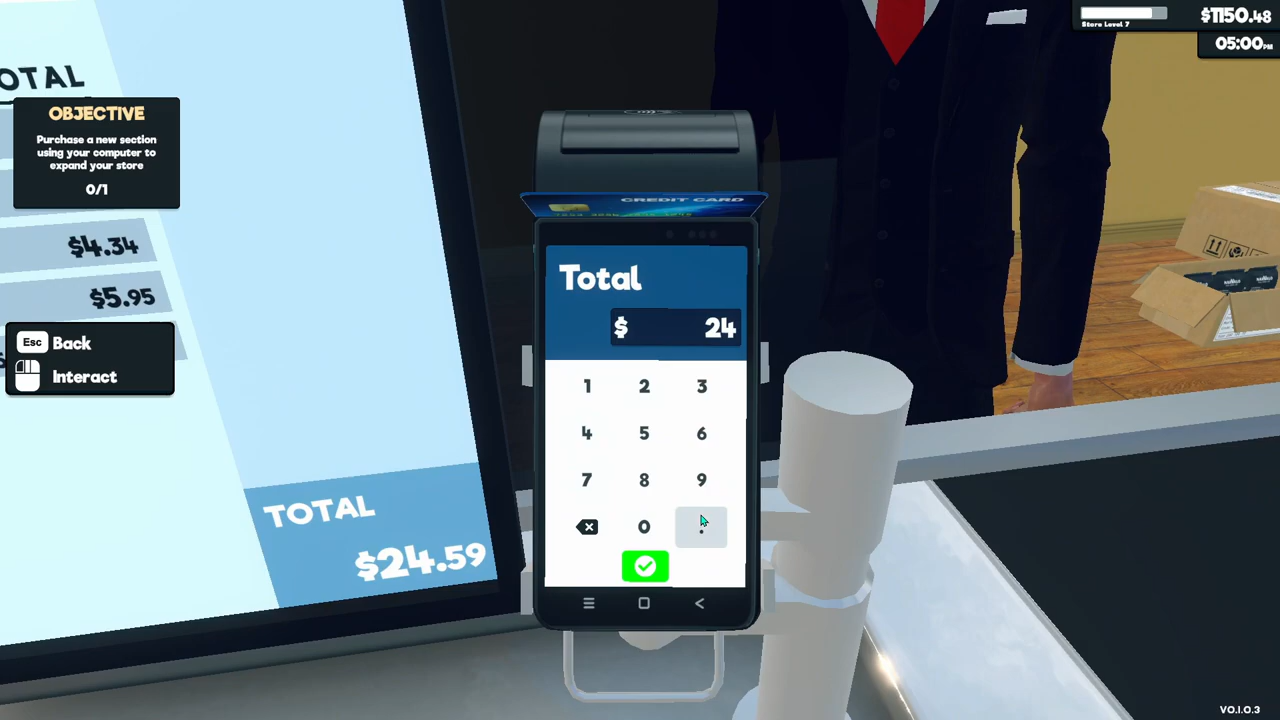 $1150.48
Store Level 7
05:00PM
OTAL
OBJECTIVE
Purchase a new section
using your computer to
expand your store
0/1
$4.34
$5.95
Esc Back
Interact
TOTAL
$24.59
CREDIT CARD
Total
$ 24
1 2 3
4 5 6
7 8 9
0 .
V0.1.0.3